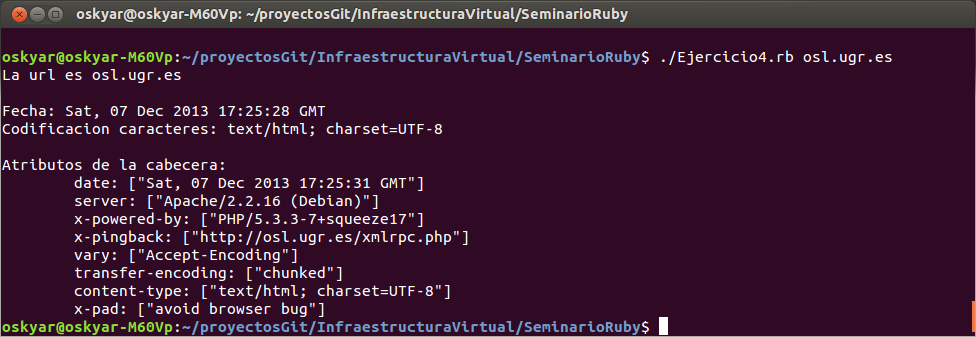 oskyar@oskyar-M60Vp: ~/proyectosGit/InfraestructuraVirtual/SeminarioRuby
oskyar@oskyar-M60Vp:~/proyectosGit/InfraestructuraVirtual/SeminarioRuby$ ./Ejercicio4.rb osl.ugr.es
La url es osl.ugr.es
Fecha: Sat, 07 Dec 2013 17:25:28 GMT
Codificacion caracteres: text/html; charset=UTF-8
Atributos de la cabecera:
date: ["Sat, 07 Dec 2013 17:25:31 GMT"]
server: ["Apache/2.2.16 (Debian)"]
x-powered-by: ["PHP/5.3.3-7+squeeze17"]
x-pingback: ["http://osl.ugr.es/xmlrpc.php"]
vary: ["Accept-Encoding"]
transfer-encoding: ["chunked"]
content-type: ["text/html; charset=UTF-8"]
x-pad: ["avoid browser bug"]
oskyar@oskyar-M60Vp:~/proyectosGit/InfraestructuraVirtual/SeminarioRuby$